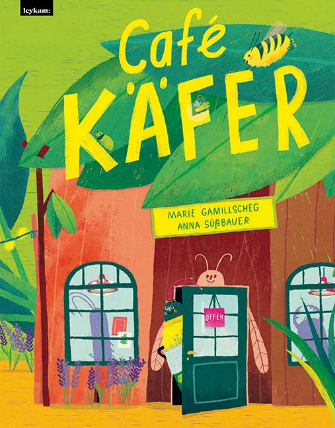 leykam:
Café
KÄFER
MARIE GAMILLSCHEG
ANNA SÜẞBAUER
OFFEN